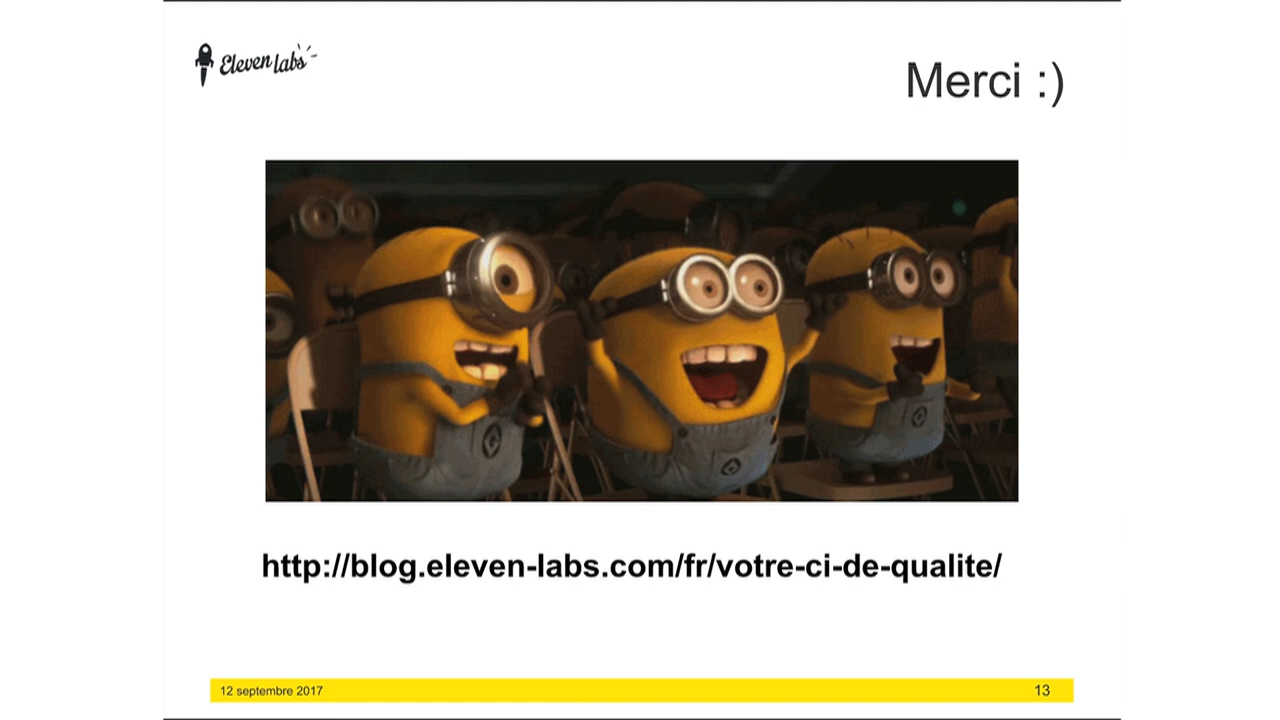 Eleven labs
Merci :)
http://blog.eleven-labs.com/fr/votre-ci-de-qualite/
12 septembre 2017
13